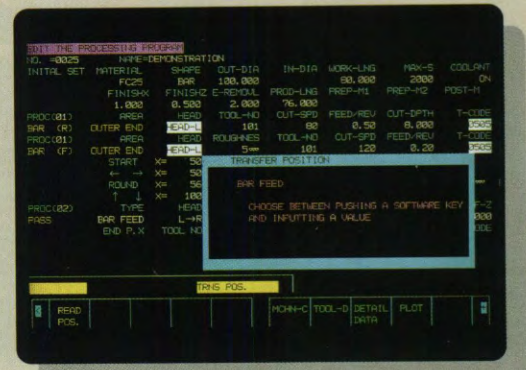 EDIT THE PROCESSING PROGRAM
NO. =0025 NAME=DEMONSTRATION
INITAL SET MATERIAL SHAPE OUT-DIA IN-DIA WORK-LNG MAX-S COOLANT
FC25 BAR 100.000 80.000 2000 ON
FINISHX FINISHZ E-REMOVL PROD-LNG PREP-M1 PREP-M2 POST-M
1.000 0.500 2.000 76.000
PROC(01) AREA HEAD TOOL-NO CUT-SPD FEED/REV CUT-DPTH T-CODE
BAR (R) OUTER END HEAD-L 101 80 0.50 8.000 0505
PROC(01) AREA HEAD ROUGHNES TOOL-NO CUT-SPD FEED/REV T-CODE
BAR (F) OUTER END HEAD-L 5 101 120 0.20 0505
START X= 50 TRANSFER POSITION
← → X= 50
ROUND X= 56 BAR FEED
↑ ↓ X= 100
CHOOSE BETWEEN PUSHING A SOFTWARE KEY
PROC(02) TYPE HEAD AND INPUTTING A VALUE F-Z
PASS BAR FEED L→R 000
END P.X TOOL NO ODE
TRNS POS.
READ POS. MCHN-C TOOL-D DETAIL DATA PLOT